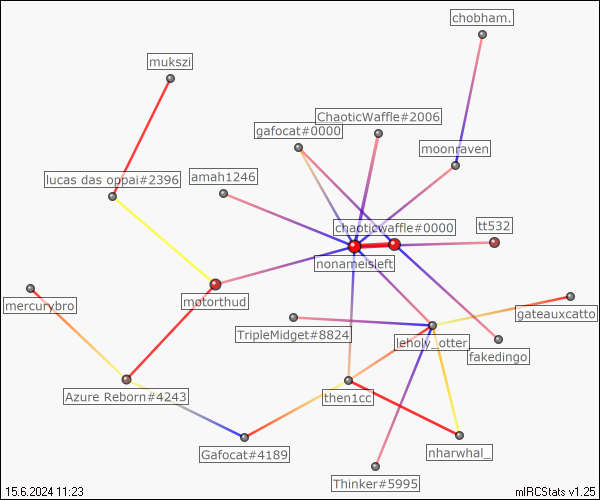 chobham.
mukszi
ChaoticWaffle#2006
gafocat#0000
moonraven
lucas das oppai#2396
amah1246
chaoticwaffle#0000
tt532
nonameisleft
motorthud
mercurybro
gateauxcatto
TripleMidget#8824
leholy_otter
fakedingo
Azure Reborn#4243
then1cc
Gafocat#4189
nharwhal_
Thinker#5995
15.6.2024 11:23
mIRCStats v1.25